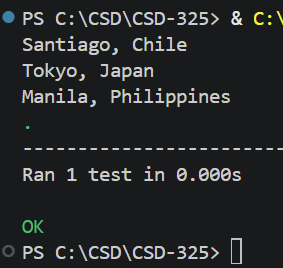 PS C:\CSD\CSD-325> & C:\
Santiago, Chile
Tokyo, Japan
Manila, Philippines
.
-------------------------
Ran 1 test in 0.000s
OK
PS C:\CSD\CSD-325>